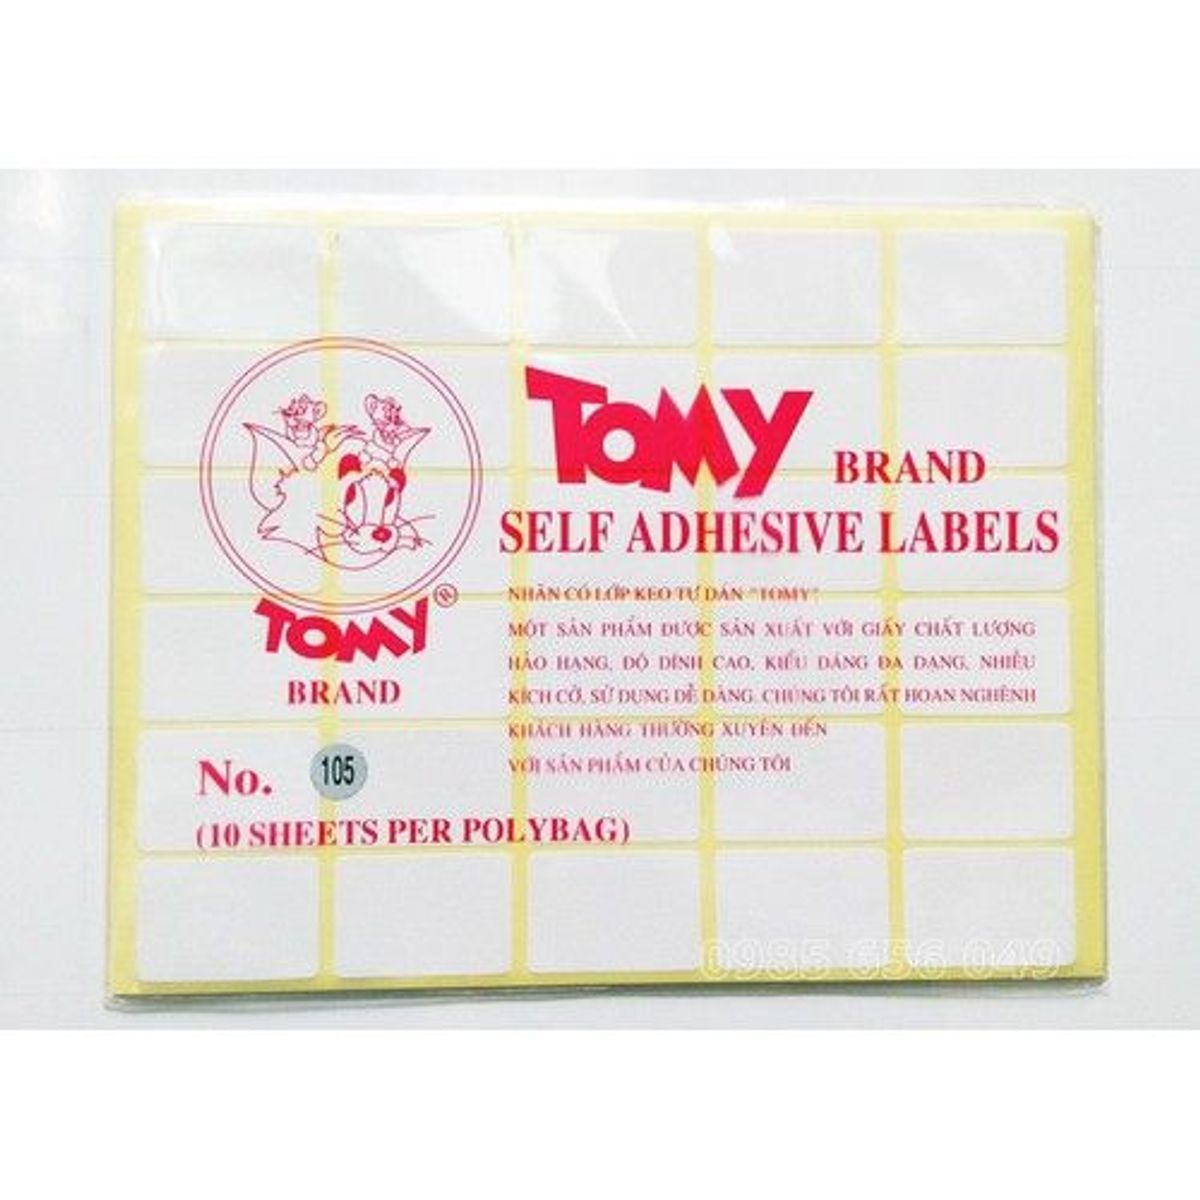 TOMY BRAND
SELF ADHESIVE LABELS
NHÃN CÓ LỚP KEO TỰ DÁN "TOMY"
MỘT SẢN PHẨM ĐƯỢC SẢN XUẤT VỚI GIẤY CHẤT LƯỢNG
HẢO HẠNG, ĐỘ DÍNH CAO, KIỂU DÁNG ĐA DẠNG, NHIỀU
KÍCH CỠ, SỬ DỤNG DỄ DÀNG. CHÚNG TÔI RẤT HOAN NGHÊNH
KHÁCH HÀNG THƯỜNG XUYÊN ĐẾN
VỚI SẢN PHẨM CỦA CHÚNG TÔI
TOMY®
BRAND
No. 105
(10 SHEETS PER POLYBAG)
0985 656 049